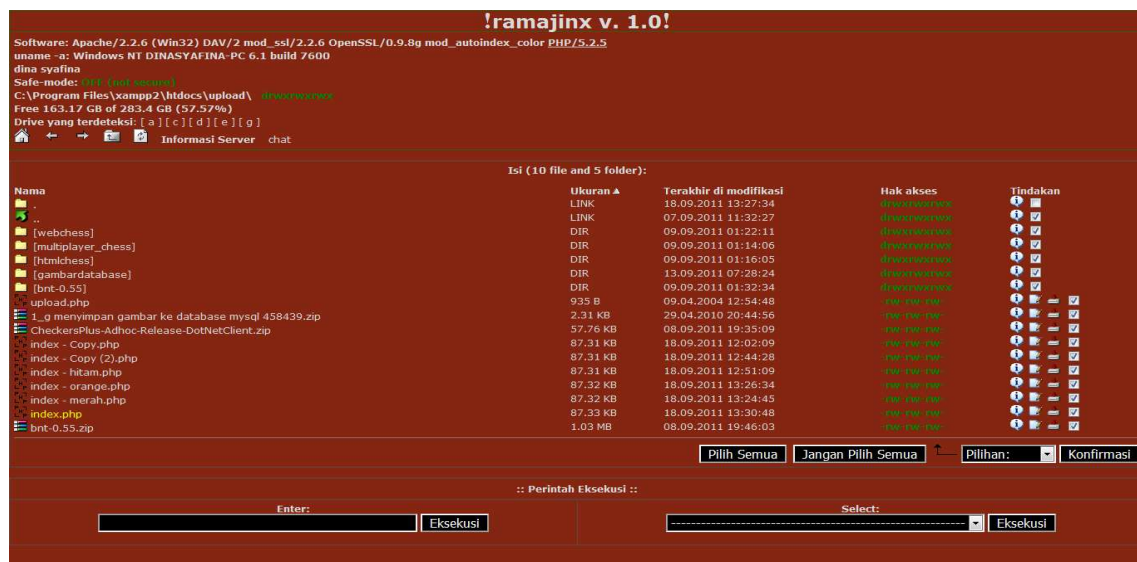 !ramajinx v. 1.0!
Software: Apache/2.2.6 (Win32) DAV/2 mod_ssl/2.2.6 OpenSSL/0.9.8g mod_autoindex_color PHP/5.2.5
uname -a: Windows NT DINASYAFINA-PC 6.1 build 7600
dina syafina
Safe-mode: OFF (not secure)
C:\Program Files\xampp2\htdocs\upload\ drwxrwxrwx
Free 163.17 GB of 283.4 GB (57.57%)
Drive yang terdeteksi: [ a ] [ c ] [ d ] [ e ] [ g ]
Informasi Server chat
Isi (10 file and 5 folder):
Nama Ukuran Terakhir di modifikasi Hak akses Tindakan
. LINK 18.09.2011 13:27:34 drwxrwxrwx
.. LINK 07.09.2011 11:32:27 drwxrwxrwx
[webchess] DIR 09.09.2011 01:22:11 drwxrwxrwx
[multiplayer_chess] DIR 09.09.2011 01:14:06 drwxrwxrwx
[htmlchess] DIR 09.09.2011 01:16:05 drwxrwxrwx
[gambardatabase] DIR 13.09.2011 07:28:24 drwxrwxrwx
[bnt-0.55] DIR 09.09.2011 01:32:34 drwxrwxrwx
upload.php 935 B 09.04.2004 12:54:48 -rw-rw-rw-
1_g menyimpan gambar ke database mysql 458439.zip 2.31 KB 29.04.2010 20:44:56 -rw-rw-rw-
CheckersPlus-Adhoc-Release-DotNetClient.zip 57.76 KB 08.09.2011 19:35:09 -rw-rw-rw-
index - Copy.php 87.31 KB 18.09.2011 12:02:09 -rw-rw-rw-
index - Copy (2).php 87.31 KB 18.09.2011 12:44:28 -rw-rw-rw-
index - hitam.php 87.31 KB 18.09.2011 12:51:09 -rw-rw-rw-
index - orange.php 87.32 KB 18.09.2011 13:26:34 -rw-rw-rw-
index - merah.php 87.32 KB 18.09.2011 13:24:45 -rw-rw-rw-
index.php 87.33 KB 18.09.2011 13:30:48 -rw-rw-rw-
bnt-0.55.zip 1.03 MB 08.09.2011 19:46:03 -rw-rw-rw-
Pilih Semua Jangan Pilih Semua Pilihan: Konfirmasi
:: Perintah Eksekusi ::
Enter: Select:
Eksekusi ----------------------------------------------------------- Eksekusi